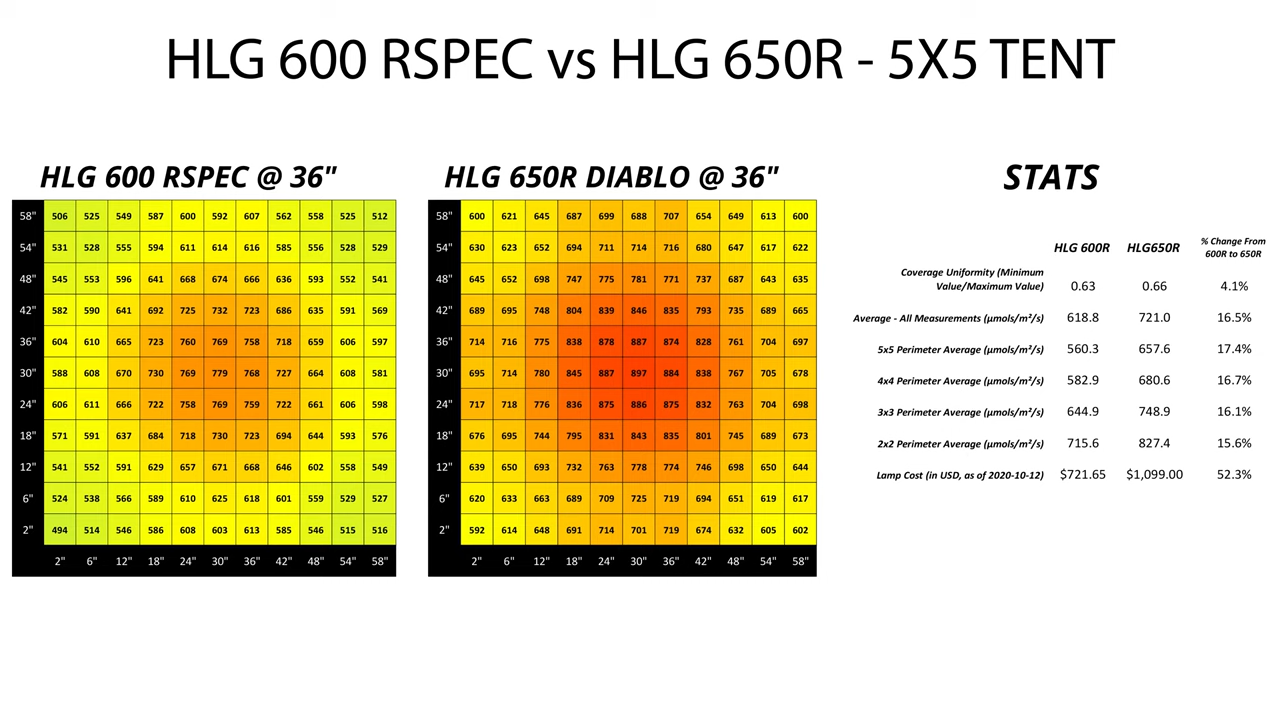 HLG 600 RSPEC vs HLG 650R - 5X5 TENT
HLG 600 RSPEC @ 36"
58" 506 525 549 587 600 592 607 562 558 525 512
54" 531 528 555 594 611 614 616 585 556 528 529
48" 545 553 596 641 668 674 666 636 593 552 541
42" 582 590 641 692 725 732 723 686 635 591 569
36" 604 610 665 723 760 769 758 718 659 606 597
30" 588 608 670 730 769 779 768 727 664 608 581
24" 606 611 666 722 758 769 759 722 661 606 598
18" 571 591 637 684 718 730 723 694 644 593 576
12" 541 552 591 629 657 671 668 646 602 558 549
6" 524 538 566 589 610 625 618 601 559 529 527
2" 494 514 546 586 608 603 613 585 546 515 516
2" 6" 12" 18" 24" 30" 36" 42" 48" 54" 58"
HLG 650R DIABLO @ 36"
58" 600 621 645 687 699 688 707 654 649 613 600
54" 630 623 652 694 711 714 716 680 647 617 622
48" 645 652 698 747 775 781 771 737 687 643 635
42" 689 695 748 804 839 846 835 793 735 689 665
36" 714 716 775 838 878 887 874 828 761 704 697
30" 695 714 780 845 887 897 884 838 767 705 678
24" 717 718 776 836 875 886 875 832 763 704 698
18" 676 695 744 795 831 843 835 801 745 689 673
12" 639 650 693 732 763 778 774 746 698 650 644
6" 620 633 663 689 709 725 719 694 651 619 617
2" 592 614 648 691 714 701 719 674 632 605 602
2" 6" 12" 18" 24" 30" 36" 42" 48" 54" 58"
STATS
HLG 600R HLG650R % Change From
600R to 650R
Coverage Uniformity (Minimum
Value/Maximum Value) 0.63 0.66 4.1%
Average - All Measurements (µmols/m²/s) 618.8 721.0 16.5%
5x5 Perimeter Average (µmols/m²/s) 560.3 657.6 17.4%
4x4 Perimeter Average (µmols/m²/s) 582.9 680.6 16.7%
3x3 Perimeter Average (µmols/m²/s) 644.9 748.9 16.1%
2x2 Perimeter Average (µmols/m²/s) 715.6 827.4 15.6%
Lamp Cost (in USD, as of 2020-10-12) $721.65 $1,099.00 52.3%